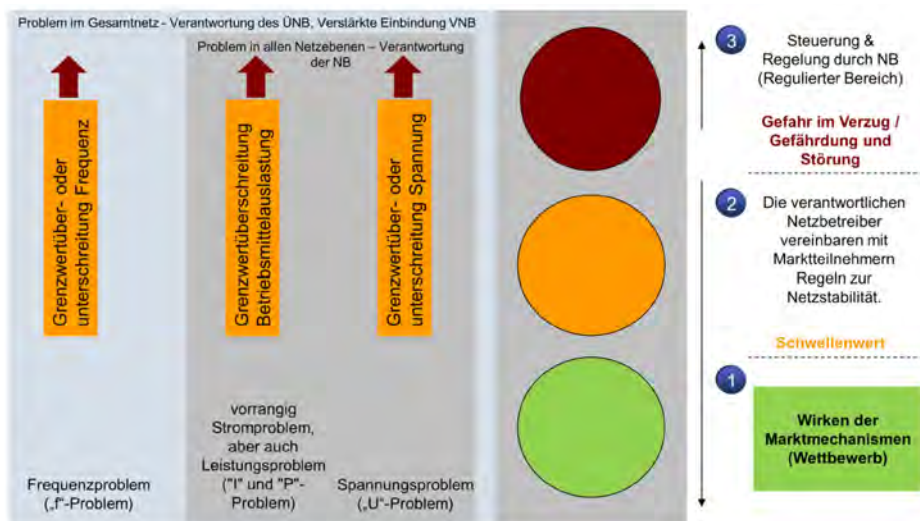 Problem im Gesamtnetz - Verantwortung des ÜNB, Verstärkte Einbindung VNB
Problem in allen Netzebenen – Verantwortung
der NB
Grenzwertüber- oder
unterschreitung Frequenz
Grenzwertüberschreitung
Betriebsmittelauslastung
Grenzwertüber- oder
unterschreitung Spannung
Frequenzproblem
(„f“-Problem)
vorrangig
Stromproblem,
aber auch
Leistungsproblem
("I" und "P"-
Problem)
Spannungsproblem
(„U“-Problem)
3
Steuerung &
Regelung durch NB
(Regulierter Bereich)
Gefahr im Verzug /
Gefährdung und
Störung
2
Die verantwortlichen
Netzbetreiber
vereinbaren mit
Marktteilnehmern
Regeln zur
Netzstabilität.
Schwellenwert
1
Wirken der
Marktmechanismen
(Wettbewerb)